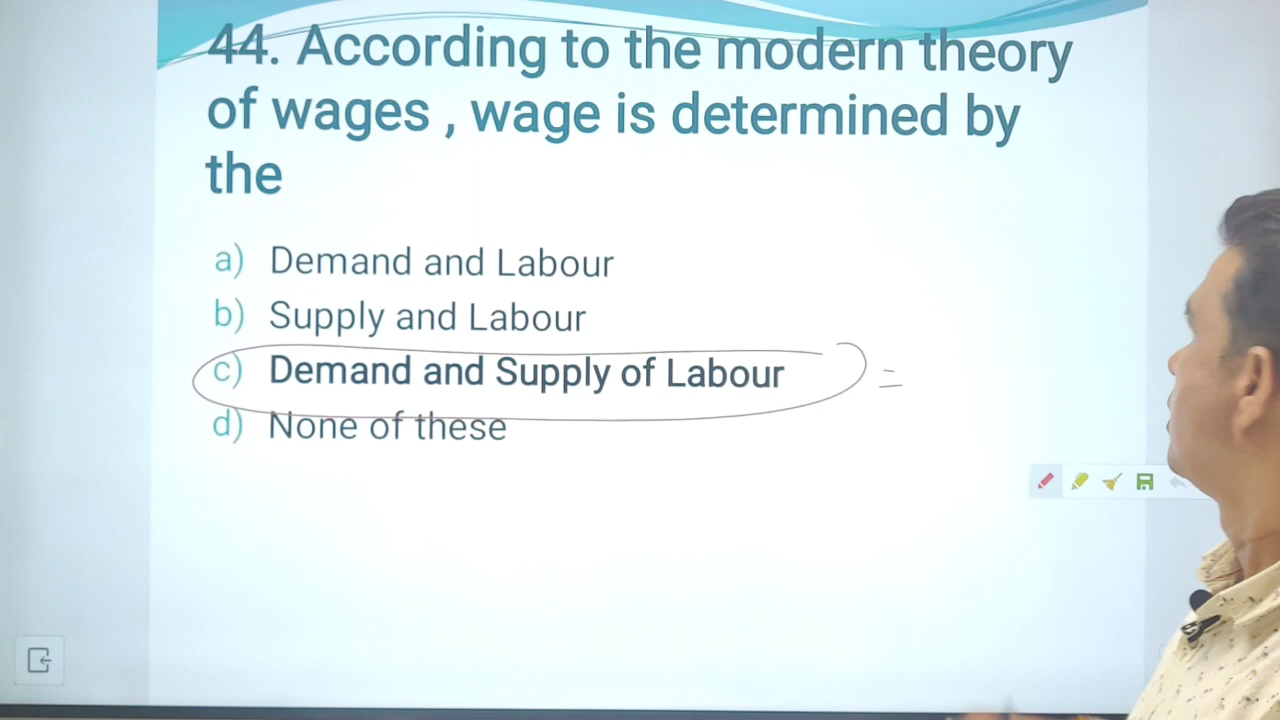 44. According to the modern theory
of wages , wage is determined by
the
a) Demand and Labour
b) Supply and Labour
c) Demand and Supply of Labour
d) None of these
=